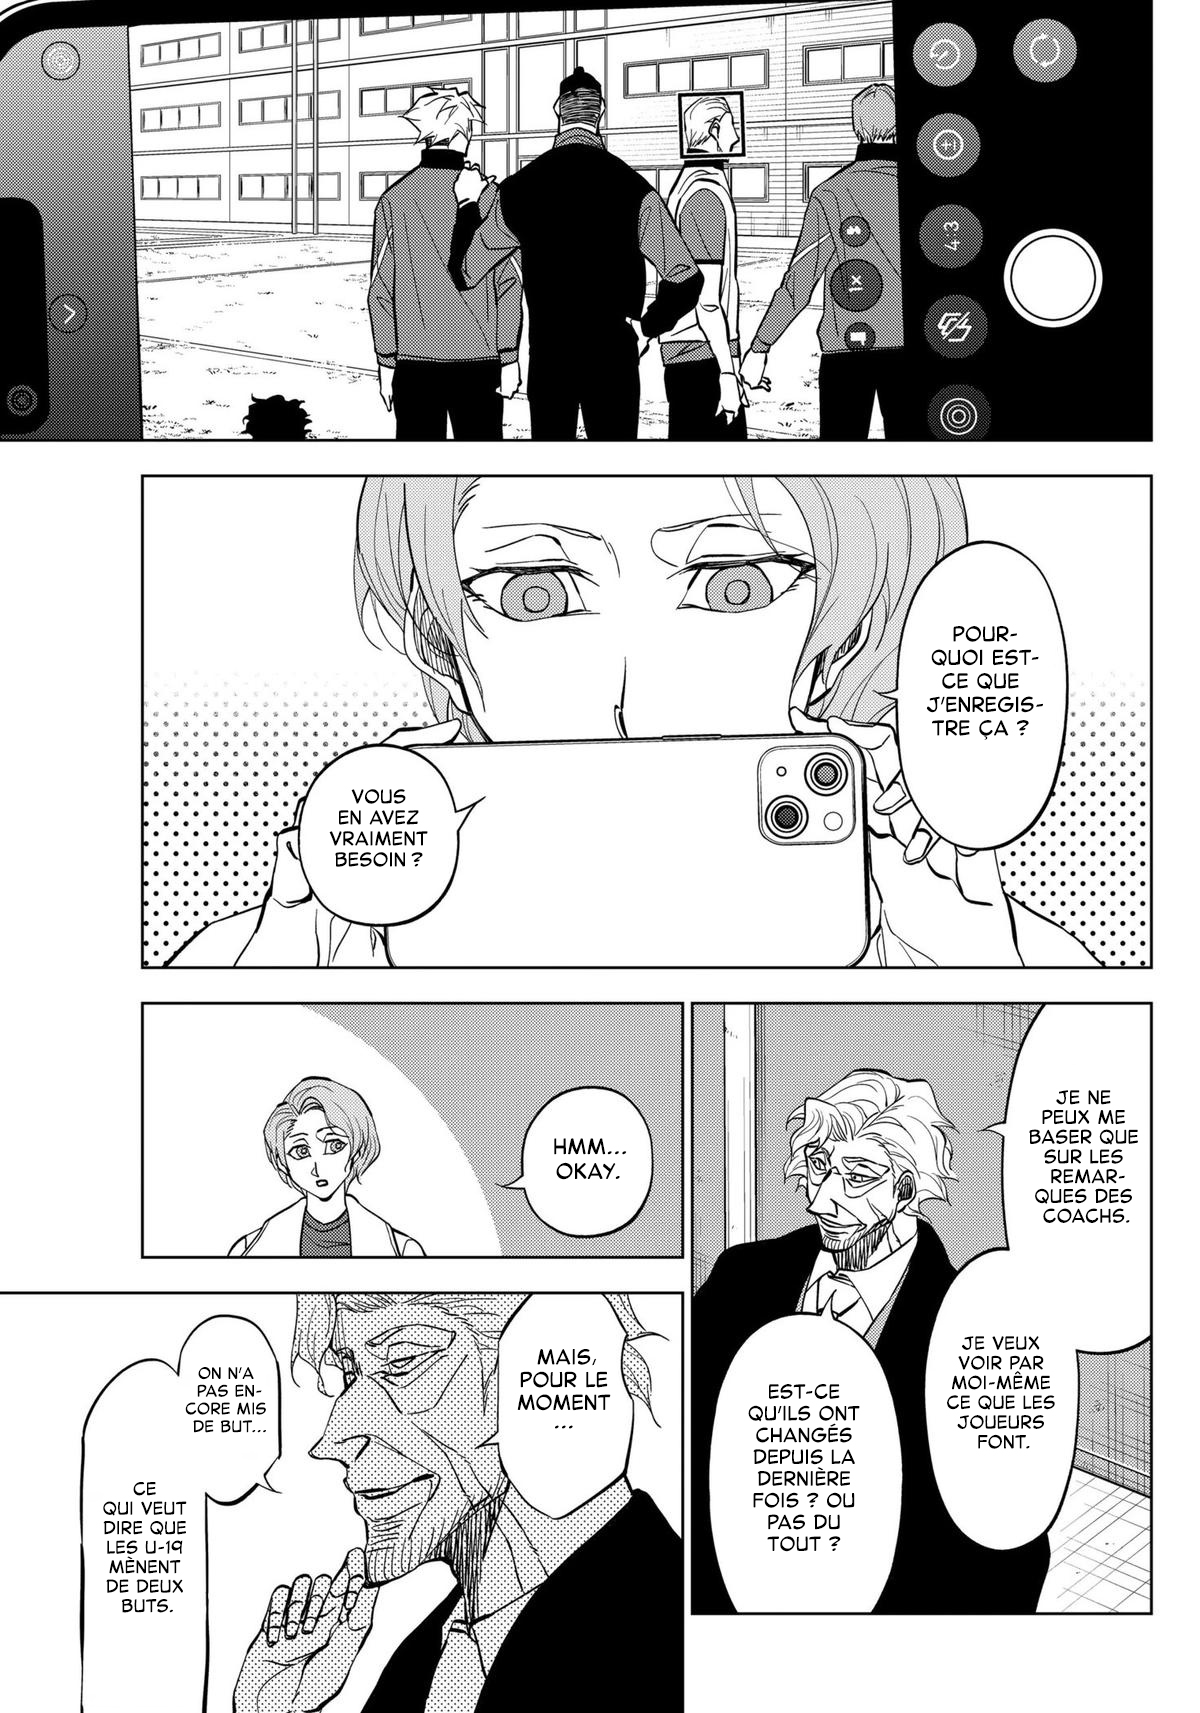 4:3
1×
POUR-
QUOI EST-
CE QUE
J'ENREGIS-
TRE ÇA ?
VOUS
EN AVEZ
VRAIMENT
BESOIN ?
JE NE
PEUX ME
BASER QUE
SUR LES
REMAR-
QUES DES
COACHS.
JE VEUX
VOIR PAR
MOI-MÊME
CE QUE LES
JOUEURS
FONT.
EST-CE
QU'ILS ONT
CHANGÉS
DEPUIS LA
DERNIÈRE
FOIS ? OU
PAS DU
TOUT ?
HMM...
OKAY.
MAIS,
POUR LE
MOMENT
...
ON N'A
PAS EN-
CORE MIS
DE BUT...
CE
QUI VEUT
DIRE QUE
LES U-19
MÈNENT
DE DEUX
BUTS.